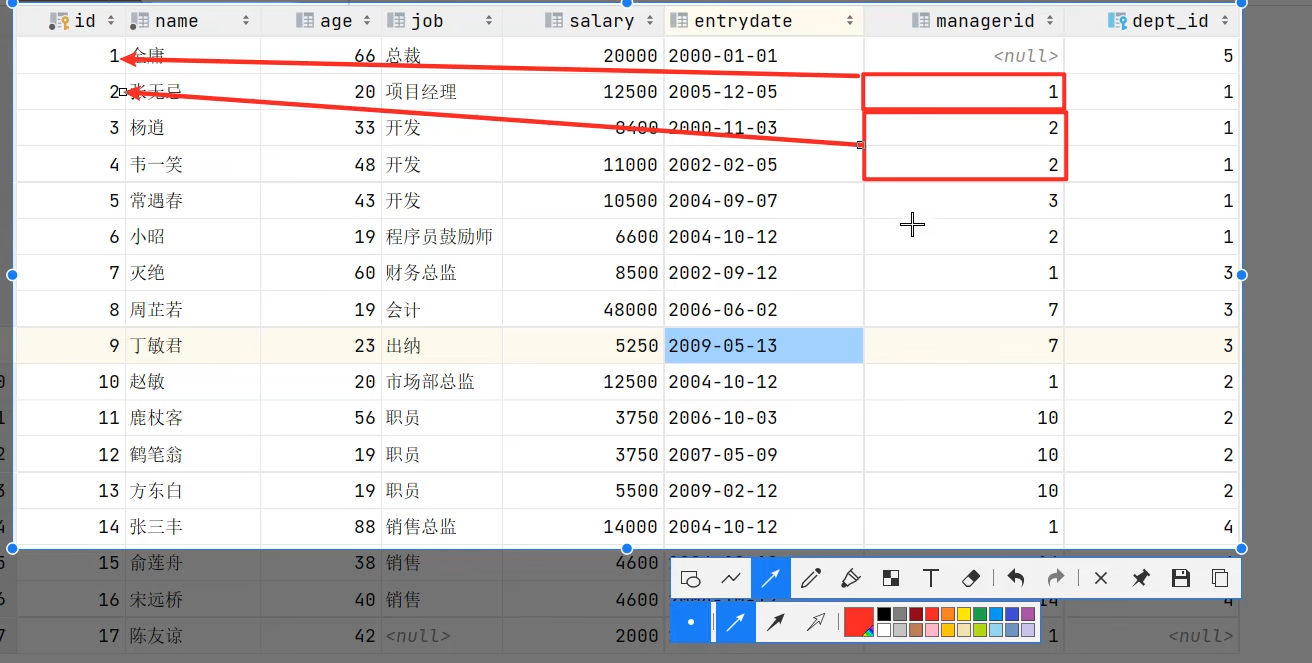 id name age job salary entrydate managerid dept_id
1 金庸 66 总裁 20000 2000-01-01 <null> 5
2 张无忌 20 项目经理 12500 2005-12-05 1 1
3 杨逍 33 开发 8400 2000-11-03 2 1
4 韦一笑 48 开发 11000 2002-02-05 2 1
5 常遇春 43 开发 10500 2004-09-07 3 1
6 小昭 19 程序员鼓励师 6600 2004-10-12 2 1
7 灭绝 60 财务总监 8500 2002-09-12 1 3
8 周芷若 19 会计 48000 2006-06-02 7 3
9 丁敏君 23 出纳 5250 2009-05-13 7 3
10 赵敏 20 市场部总监 12500 2004-10-12 1 2
11 鹿杖客 56 职员 3750 2006-10-03 10 2
12 鹤笔翁 19 职员 3750 2007-05-09 10 2
13 方东白 19 职员 5500 2009-02-12 10 2
14 张三丰 88 销售总监 14000 2004-10-12 1 4
15 俞莲舟 38 销售 4600
16 宋远桥 40 销售 4600 14 4
17 陈友谅 42 <null> 2000 1 <null>